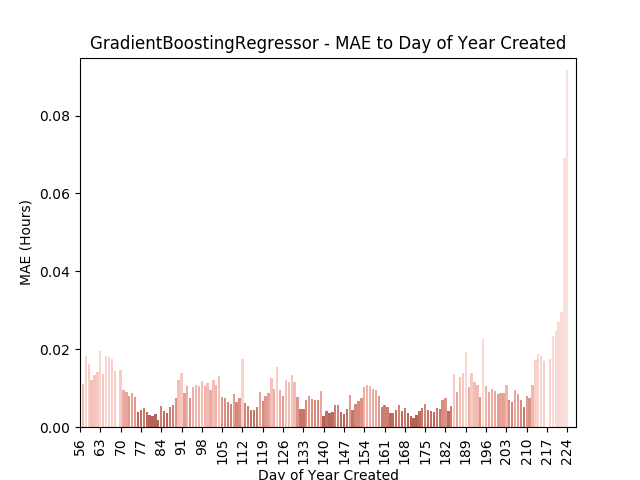 GradientBoostingRegressor - MAE to Day of Year Created
MAE (Hours)
0.08
0.06
0.04
0.02
0.00
56 63 70 77 84 91 98 105 112 119 126 133 140 147 154 161 168 175 182 189 196 203 210 217 224
Day of Year Created